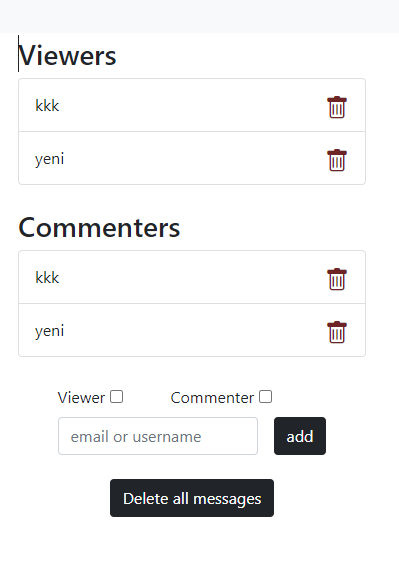 Viewers
kkk
yeni
Commenters
kkk
yeni
Viewer Commenter
email or username add
Delete all messages